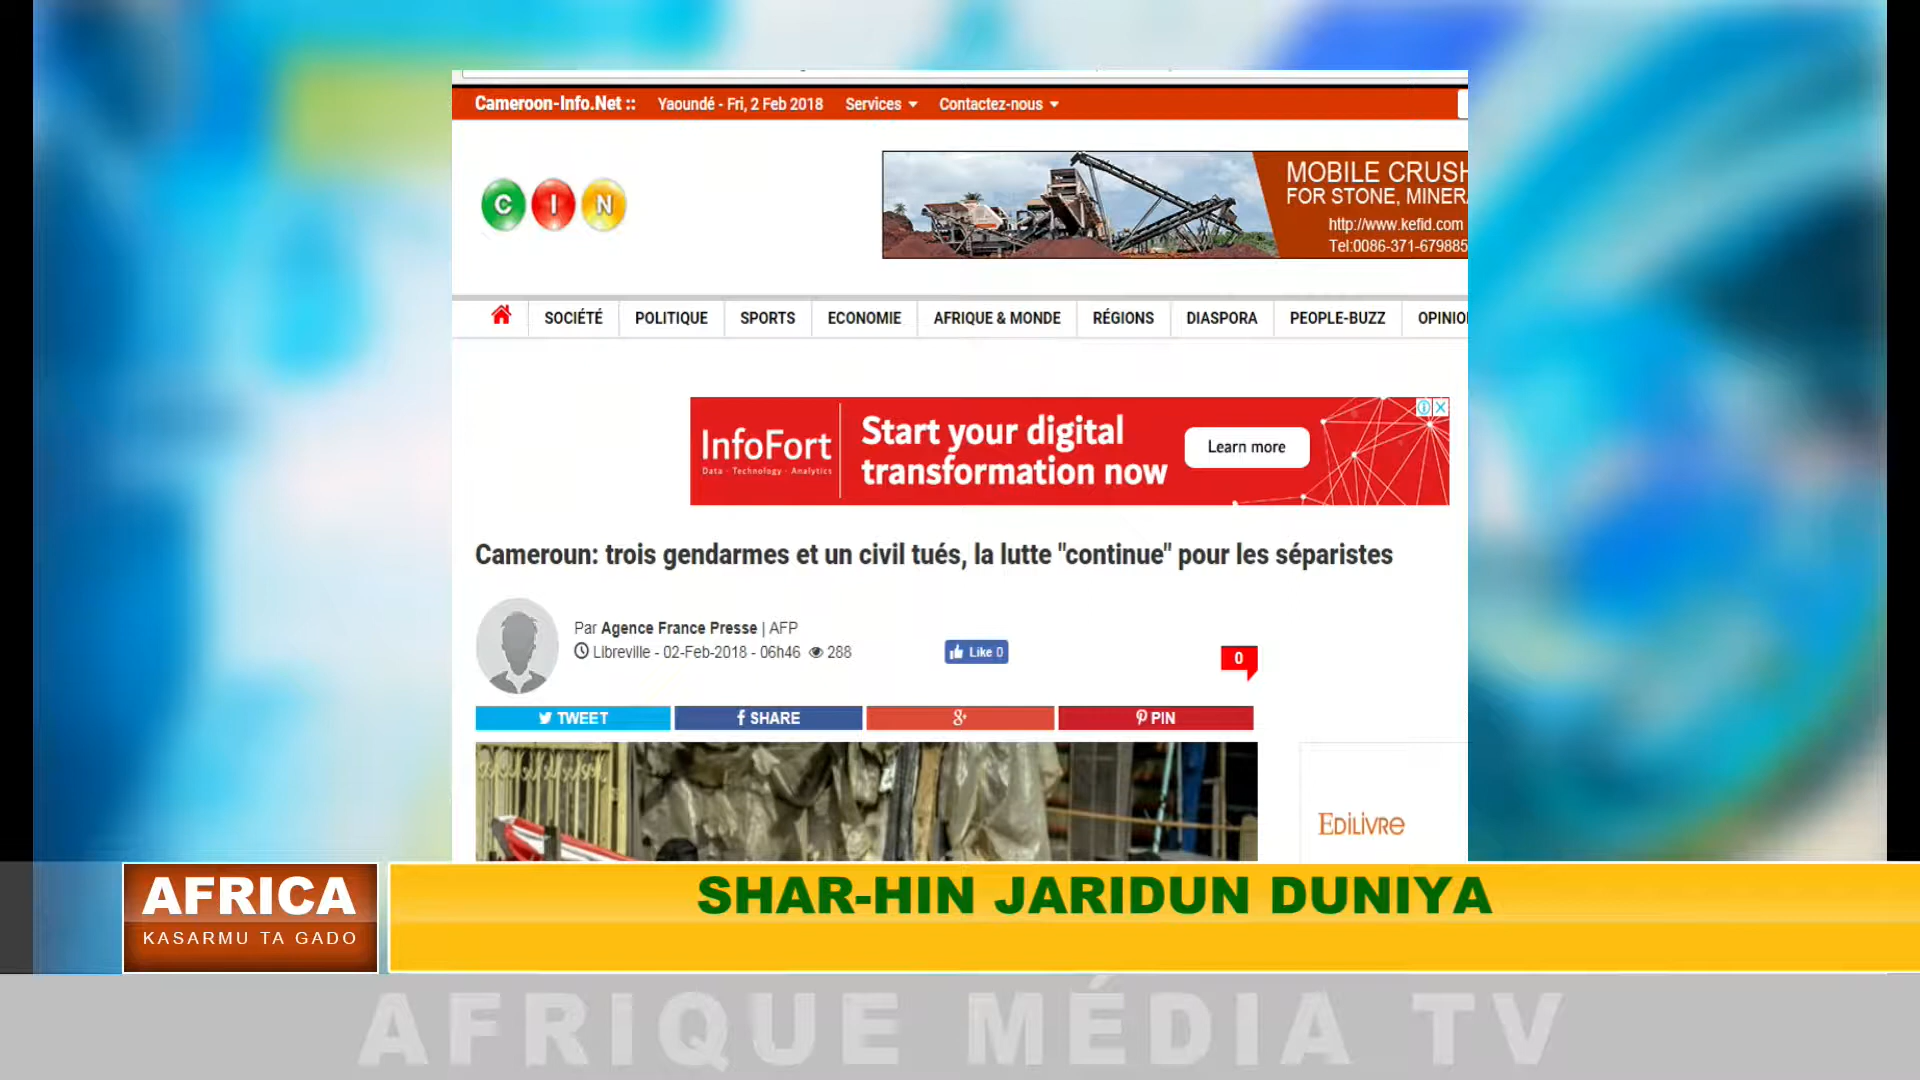 Cameroon-Info.Net :: Yaoundé - Fri, 2 Feb 2018 Services Contactez-nous
C I N
MOBILE CRUSH
FOR STONE, MINERA
http://www.kefid.com
Tel:0086-371-679885
SOCIÉTÉ POLITIQUE SPORTS ECONOMIE AFRIQUE & MONDE RÉGIONS DIASPORA PEOPLE-BUZZ OPINIO
InfoFort
Data · Technology · Analytics
Start your digital
transformation now
Learn more
Cameroun: trois gendarmes et un civil tués, la lutte "continue" pour les séparistes
Par Agence France Presse | AFP
Libreville - 02-Feb-2018 - 06h46 288
Like 0
0
TWEET SHARE g+ PIN
EDILIVRE
AFRICA
KASARMU TA GADO
SHAR-HIN JARIDUN DUNIYA
AFRIQUE MÉDIA TV